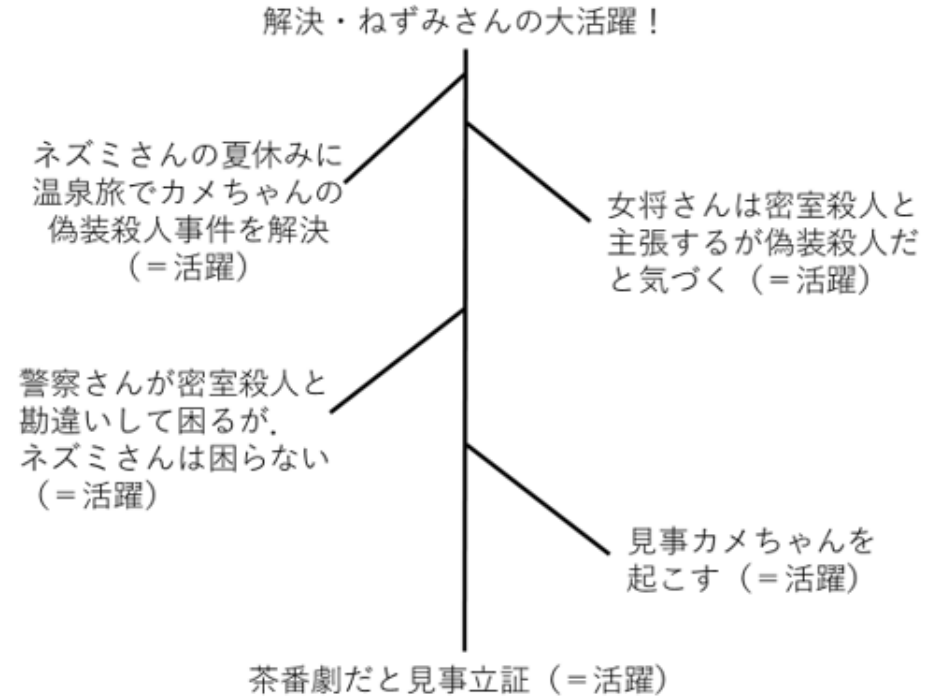 解決・ねずみさんの大活躍！
ネズミさんの夏休みに
温泉旅でカメちゃんの
偽装殺人事件を解決
（＝活躍）
女将さんは密室殺人と
主張するが偽装殺人だ
と気づく（＝活躍）
警察さんが密室殺人と
勘違いして困るが．
ネズミさんは困らない
（＝活躍）
見事カメちゃんを
起こす（＝活躍）
茶番劇だと見事立証（＝活躍）